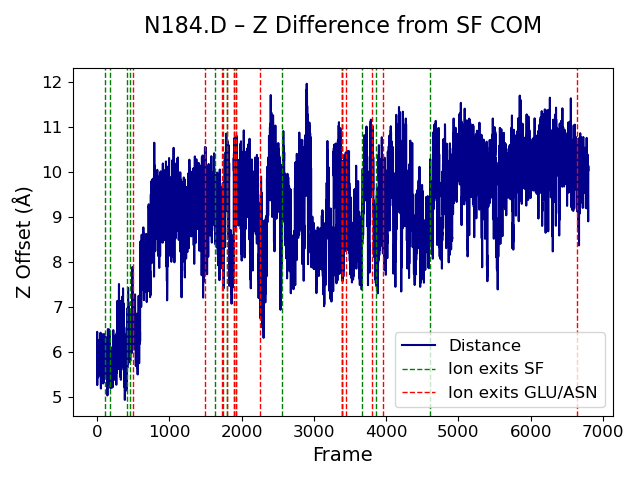 N184.D – Z Difference from SF COM
12
11
10
9
8
7
6
5
Z Offset (Å)
Distance
Ion exits SF
Ion exits GLU/ASN
0 1000 2000 3000 4000 5000 6000 7000
Frame